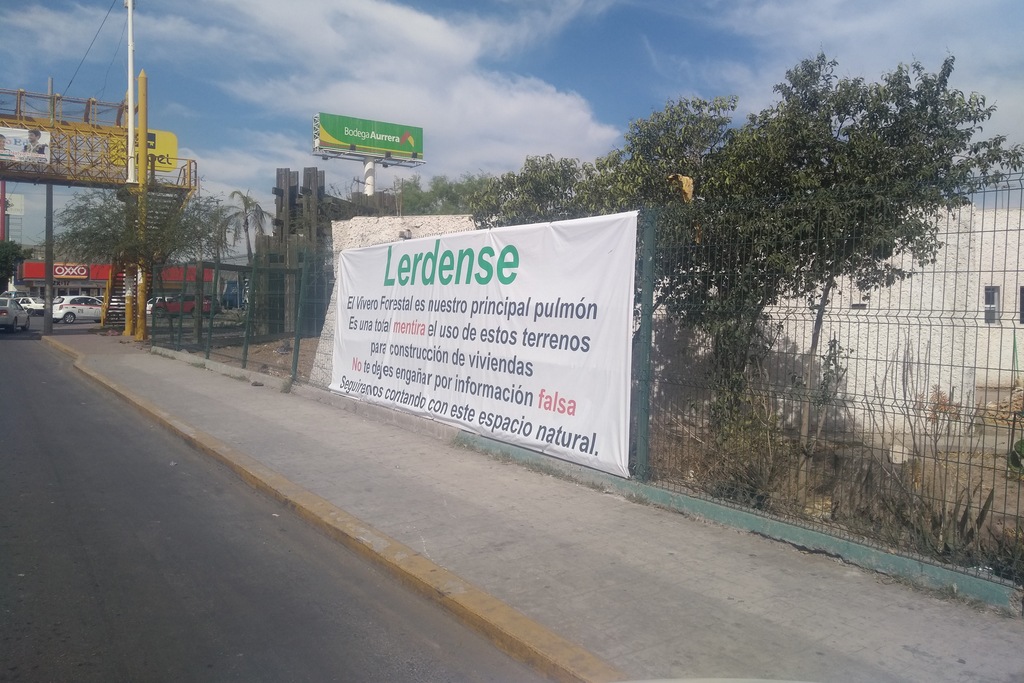 Bodega Aurrera
OXXO
Lerdense
El Vivero Forestal es nuestro principal pulmón
Es una total mentira el uso de estos terrenos
para construcción de viviendas
No te dejes engañar por información falsa
Seguiremos contando con este espacio natural.